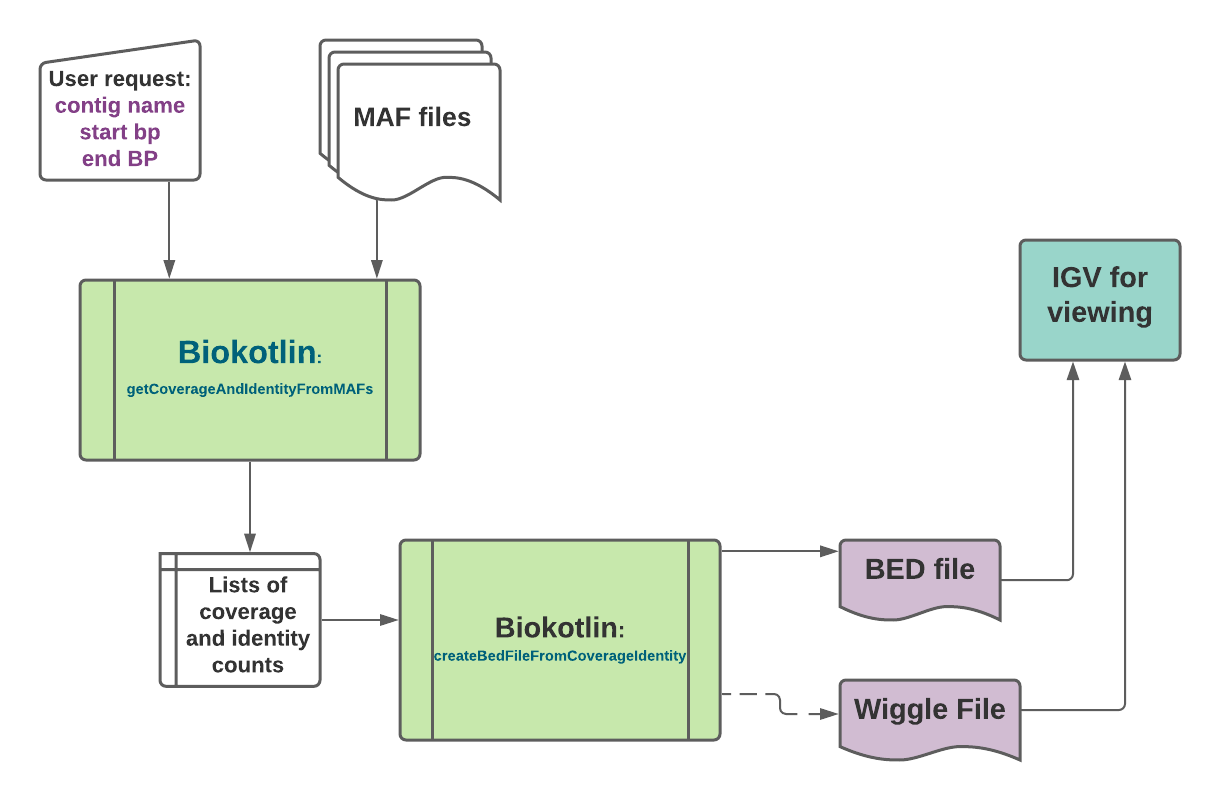 User request:
contig name
start bp
end BP
MAF files
IGV for
viewing
Biokotlin:
getCoverageAndIdentityFromMAFs
Lists of
coverage
and identity
counts
Biokotlin:
createBedFileFromCoverageIdentity
BED file
Wiggle File